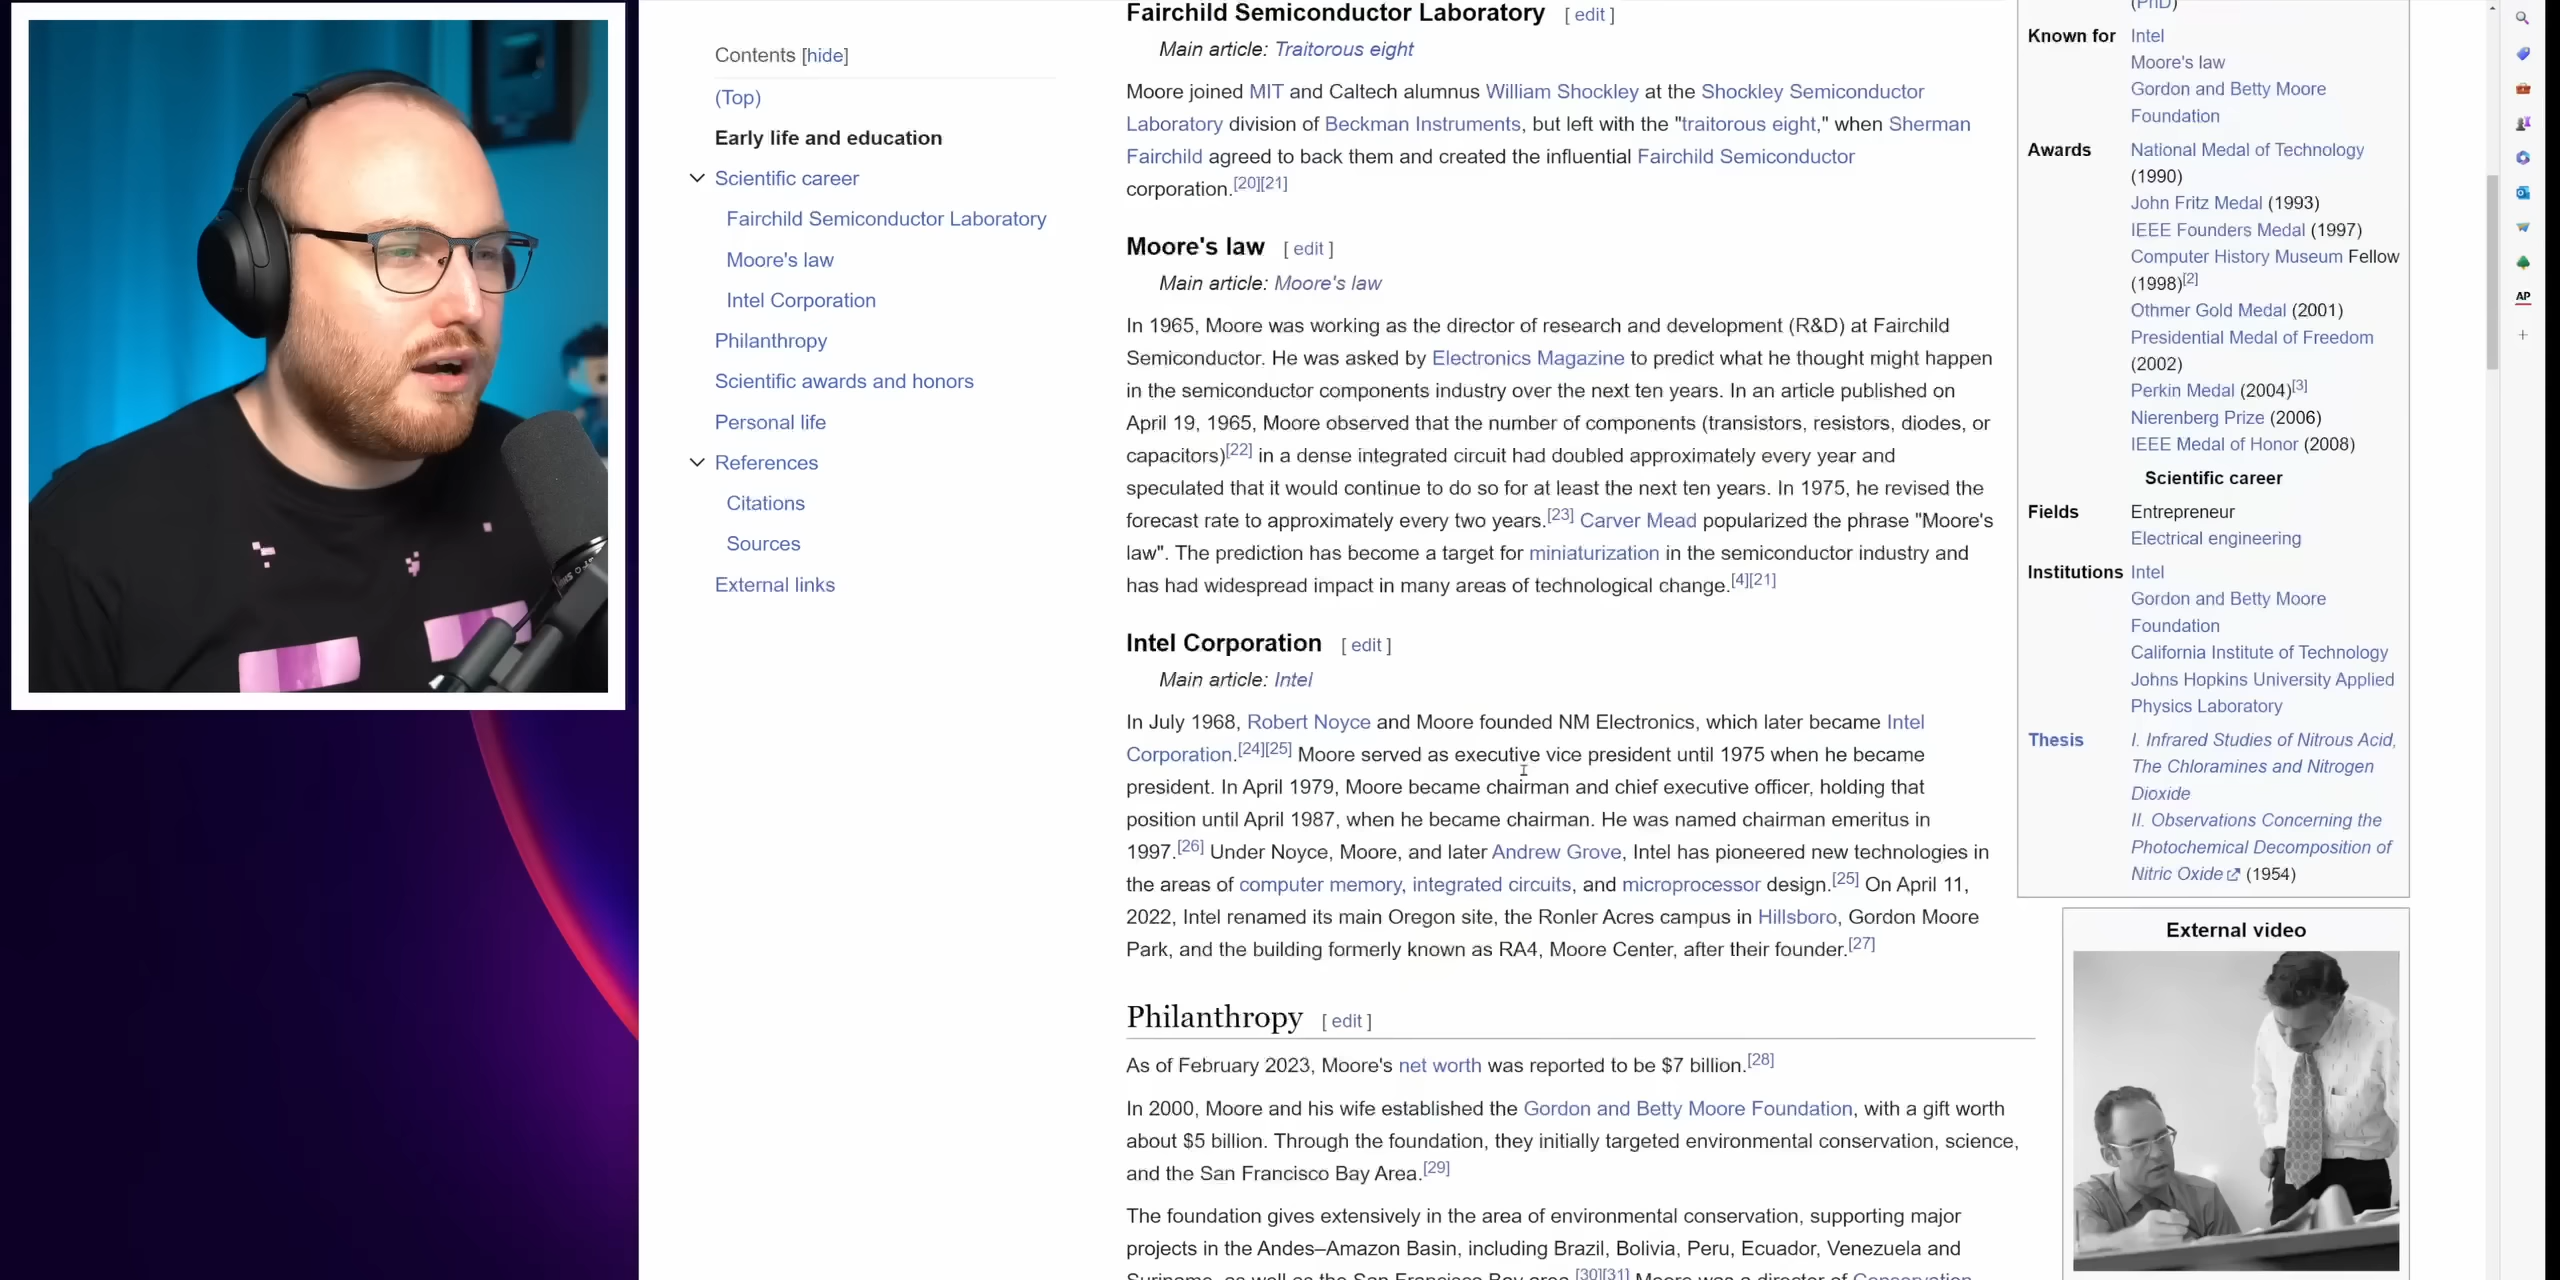 Contents [hide]
(Top)
Early life and education
Scientific career
Fairchild Semiconductor Laboratory
Moore's law
Intel Corporation
Philanthropy
Scientific awards and honors
Personal life
References
Citations
Sources
External links
Fairchild Semiconductor Laboratory [ edit ]
Main article: Traitorous eight
Moore joined MIT and Caltech alumnus William Shockley at the Shockley Semiconductor
Laboratory division of Beckman Instruments, but left with the "traitorous eight," when Sherman
Fairchild agreed to back them and created the influential Fairchild Semiconductor
corporation.[20][21]
Moore's law [ edit ]
Main article: Moore's law
In 1965, Moore was working as the director of research and development (R&D) at Fairchild
Semiconductor. He was asked by Electronics Magazine to predict what he thought might happen
in the semiconductor components industry over the next ten years. In an article published on
April 19, 1965, Moore observed that the number of components (transistors, resistors, diodes, or
capacitors)[22] in a dense integrated circuit had doubled approximately every year and
speculated that it would continue to do so for at least the next ten years. In 1975, he revised the
forecast rate to approximately every two years.[23] Carver Mead popularized the phrase "Moore's
law". The prediction has become a target for miniaturization in the semiconductor industry and
has had widespread impact in many areas of technological change.[4][21]
Intel Corporation [ edit ]
Main article: Intel
In July 1968, Robert Noyce and Moore founded NM Electronics, which later became Intel
Corporation.[24][25] Moore served as executive vice president until 1975 when he became
president. In April 1979, Moore became chairman and chief executive officer, holding that
position until April 1987, when he became chairman. He was named chairman emeritus in
1997.[26] Under Noyce, Moore, and later Andrew Grove, Intel has pioneered new technologies in
the areas of computer memory, integrated circuits, and microprocessor design.[25] On April 11,
2022, Intel renamed its main Oregon site, the Ronler Acres campus in Hillsboro, Gordon Moore
Park, and the building formerly known as RA4, Moore Center, after their founder.[27]
Philanthropy [ edit ]
As of February 2023, Moore's net worth was reported to be $7 billion.[28]
In 2000, Moore and his wife established the Gordon and Betty Moore Foundation, with a gift worth
about $5 billion. Through the foundation, they initially targeted environmental conservation, science,
and the San Francisco Bay Area.[29]
The foundation gives extensively in the area of environmental conservation, supporting major
projects in the Andes–Amazon Basin, including Brazil, Bolivia, Peru, Ecuador, Venezuela and
Suriname, as well as the San Francisco Bay area.[30][31] Moore was a director of Conservation
(PhD)
Known for Intel
Moore's law
Gordon and Betty Moore
Foundation
Awards National Medal of Technology
(1990)
John Fritz Medal (1993)
IEEE Founders Medal (1997)
Computer History Museum Fellow
(1998)[2]
Othmer Gold Medal (2001)
Presidential Medal of Freedom
(2002)
Perkin Medal (2004)[3]
Nierenberg Prize (2006)
IEEE Medal of Honor (2008)
Scientific career
Fields Entrepreneur
Electrical engineering
Institutions Intel
Gordon and Betty Moore
Foundation
California Institute of Technology
Johns Hopkins University Applied
Physics Laboratory
Thesis I. Infrared Studies of Nitrous Acid,
The Chloramines and Nitrogen
Dioxide
II. Observations Concerning the
Photochemical Decomposition of
Nitric Oxide (1954)
External video
AP